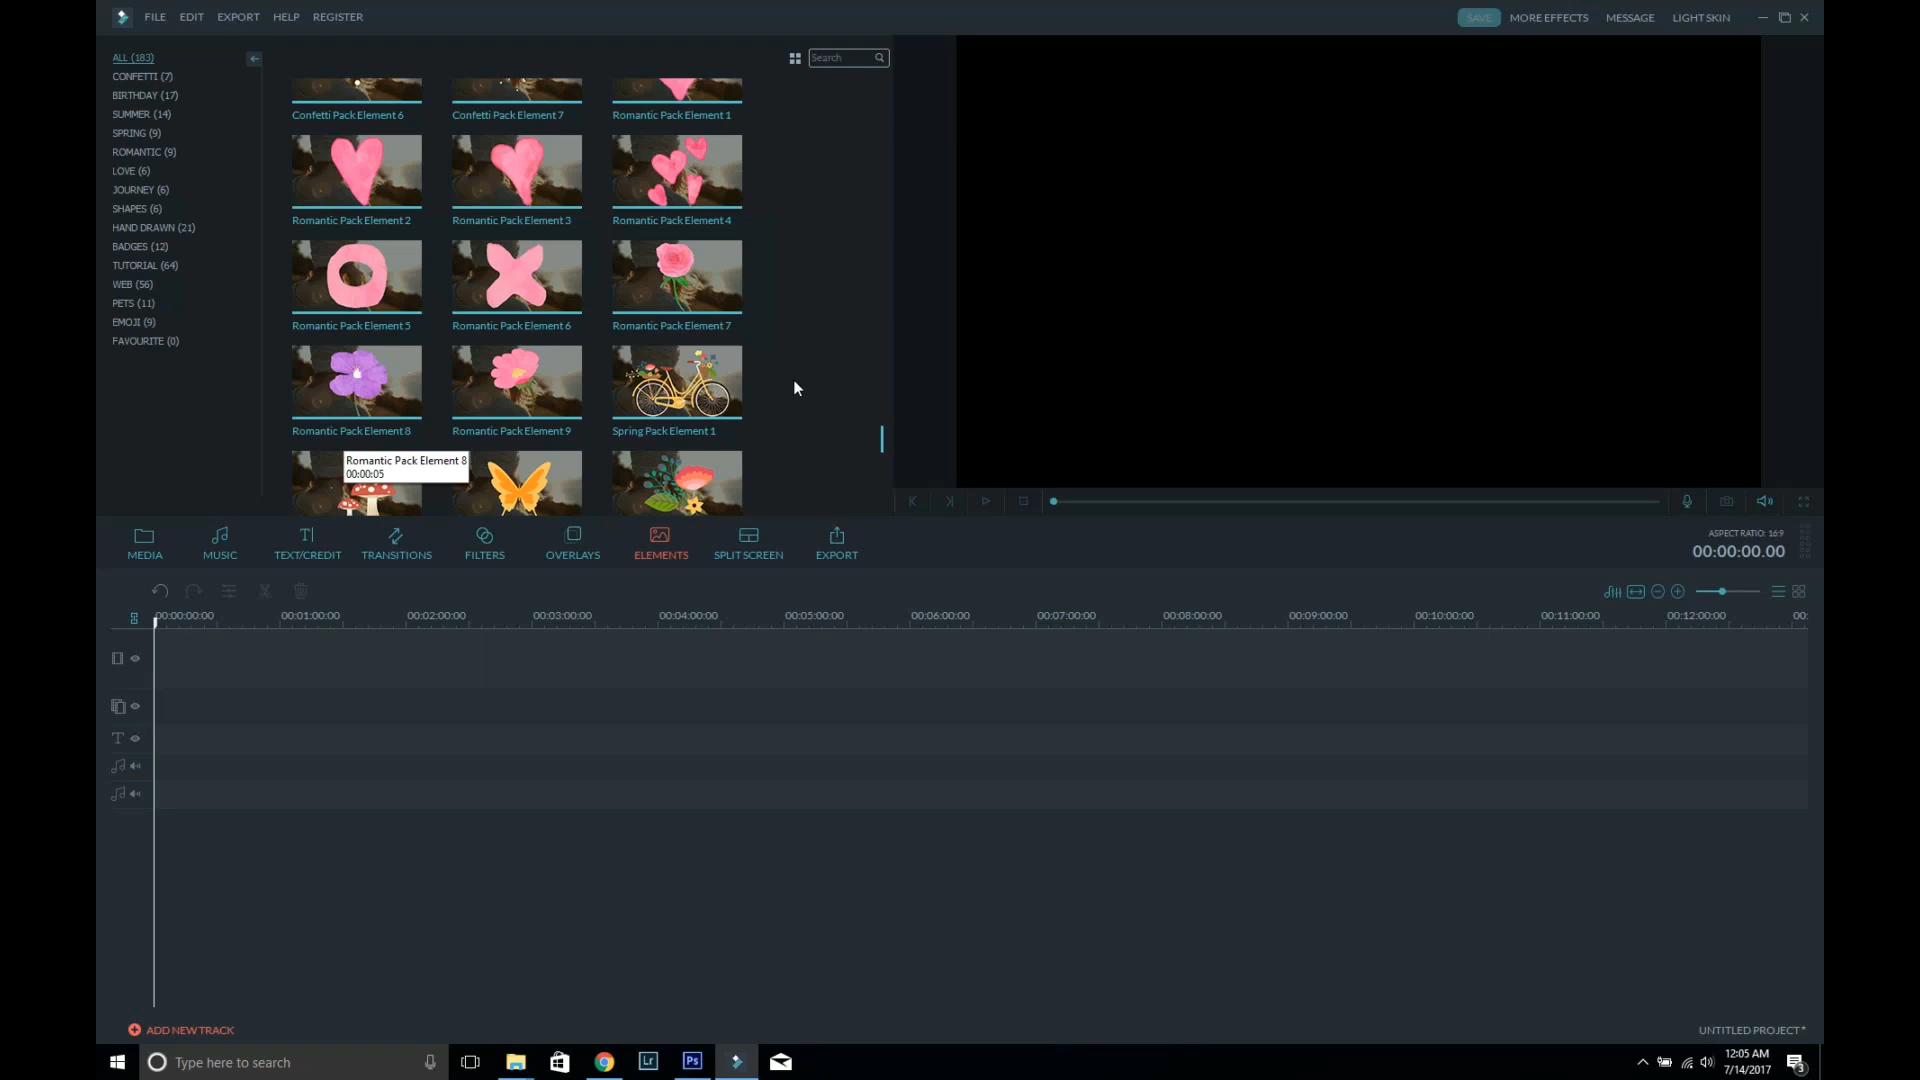 FILE EDIT EXPORT HELP REGISTER
SAVE MORE EFFECTS MESSAGE LIGHT SKIN
ALL (183)
CONFETTI (7)
BIRTHDAY (17)
SUMMER (14)
SPRING (9)
ROMANTIC (9)
LOVE (6)
JOURNEY (6)
SHAPES (6)
HAND DRAWN (21)
BADGES (12)
TUTORIAL (64)
WEB (56)
PETS (11)
EMOJI (9)
FAVOURITE (0)
Search
Confetti Pack Element 6 Confetti Pack Element 7 Romantic Pack Element 1
Romantic Pack Element 2 Romantic Pack Element 3 Romantic Pack Element 4
Romantic Pack Element 5 Romantic Pack Element 6 Romantic Pack Element 7
Romantic Pack Element 8 Romantic Pack Element 9 Spring Pack Element 1
Romantic Pack Element 8
00:00:05
MEDIA MUSIC TEXT/CREDIT TRANSITIONS FILTERS OVERLAYS ELEMENTS SPLIT SCREEN EXPORT
ASPECT RATIO: 16:9
00:00:00.00
00:00:00:00 00:01:00:00 00:02:00:00 00:03:00:00 00:04:00:00 00:05:00:00 00:06:00:00 00:07:00:00 00:08:00:00 00:09:00:00 00:10:00:00 00:11:00:00 00:12:00:00 00:
ADD NEW TRACK
UNTITLED PROJECT*
Type here to search
Lr Ps
12:05 AM
7/14/2017
3